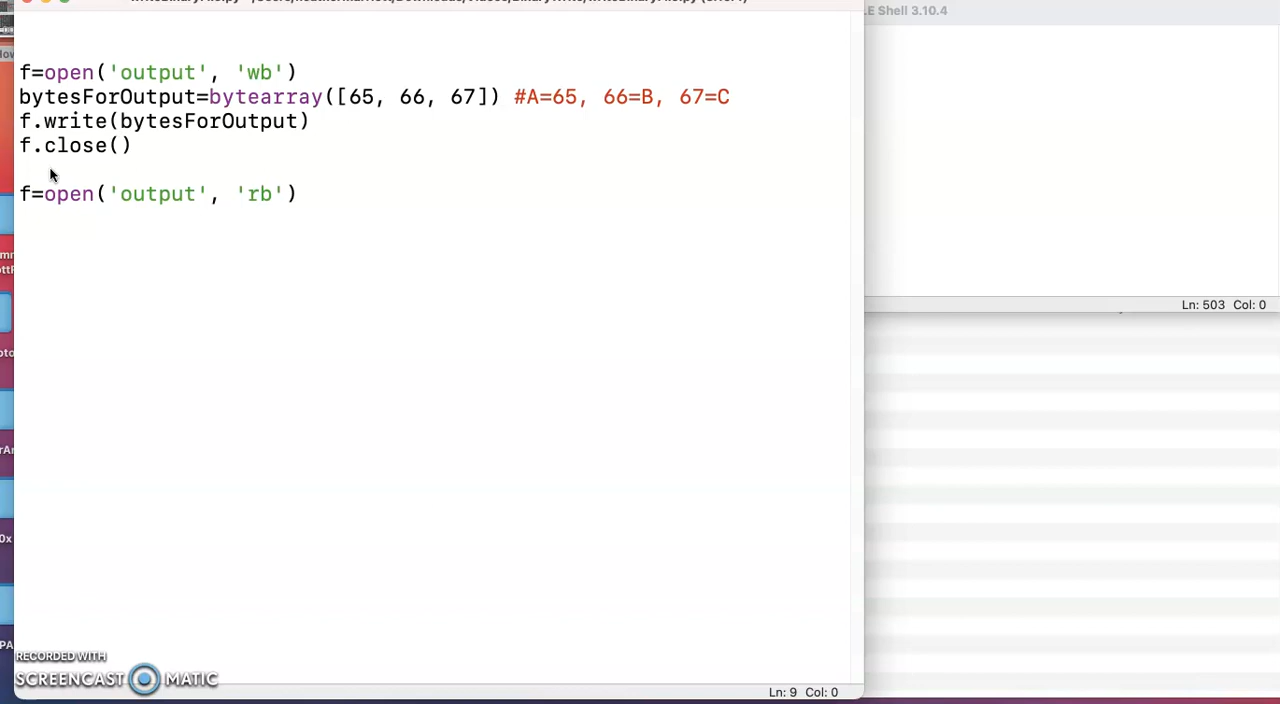 E Shell 3.10.4
f=open('output', 'wb')
bytesForOutput=bytearray([65, 66, 67]) #A=65, 66=B, 67=C
f.write(bytesForOutput)
f.close()
f=open('output', 'rb')
Ln: 503 Col: 0
RECORDED WITH
SCREENCAST MATIC
Ln: 9 Col: 0